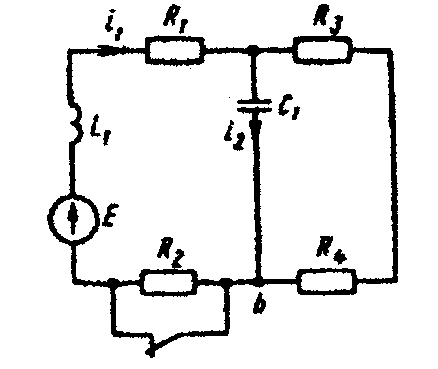 i₁ R₁ R₃
C₁
L₁ i₂
E
R₂ R₄
b